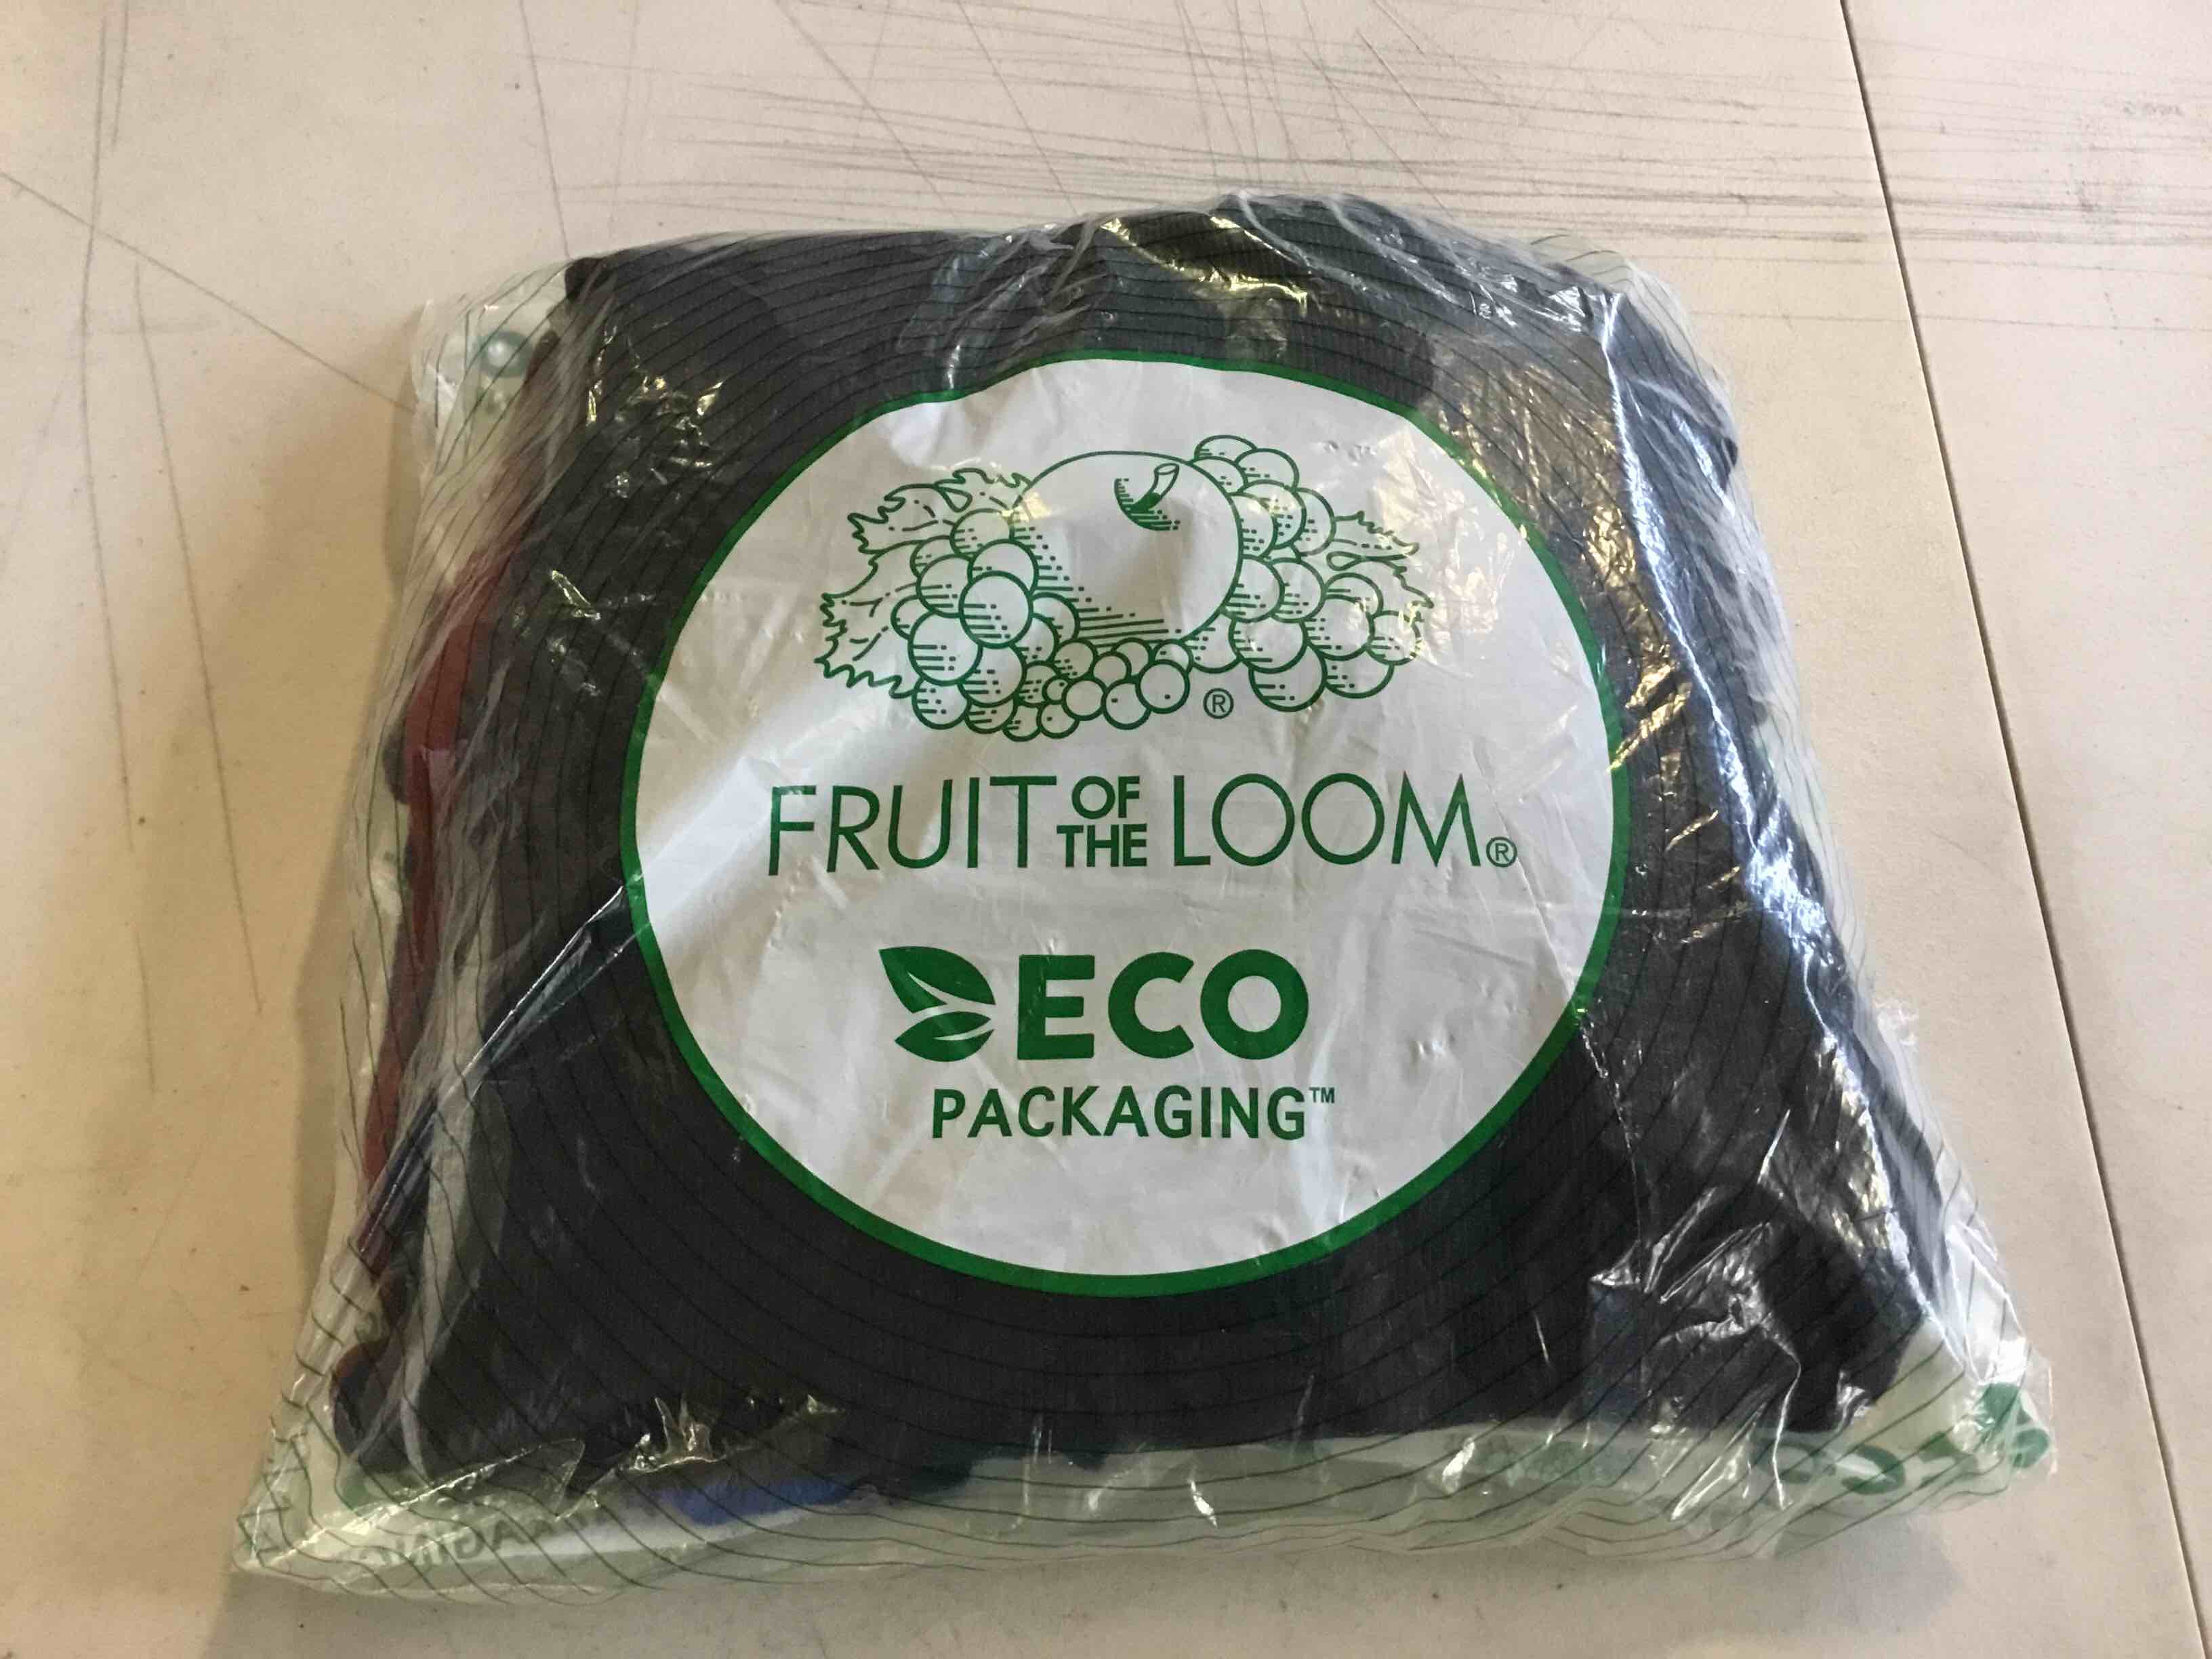 ®
FRUIT OF THE LOOM®
ECO
PACKAGING™